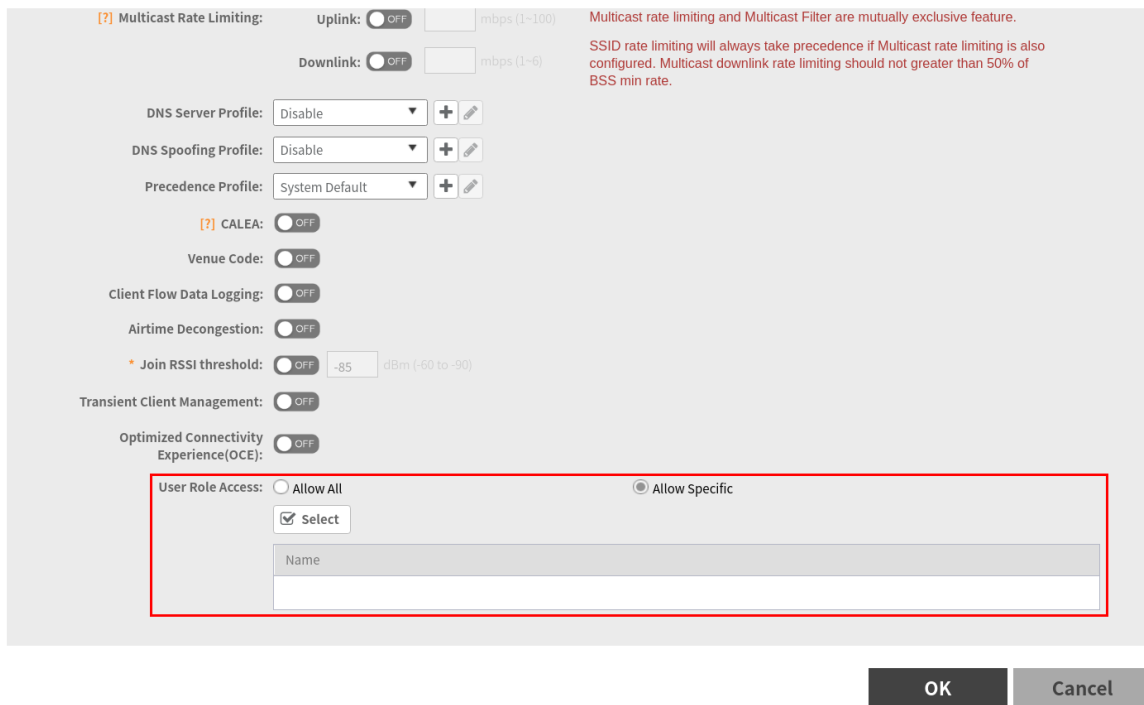 [?] Multicast Rate Limiting: Uplink: OFF mbps (1~100)
Multicast rate limiting and Multicast Filter are mutually exclusive feature.
SSID rate limiting will always take precedence if Multicast rate limiting is also
configured. Multicast downlink rate limiting should not greater than 50% of
BSS min rate.
Downlink: OFF mbps (1~6)
DNS Server Profile: Disable
DNS Spoofing Profile: Disable
Precedence Profile: System Default
[?] CALEA: OFF
Venue Code: OFF
Client Flow Data Logging: OFF
Airtime Decongestion: OFF
* Join RSSI threshold: OFF -85 dBm (-60 to -90)
Transient Client Management: OFF
Optimized Connectivity
Experience(OCE): OFF
User Role Access: Allow All Allow Specific
Select
Name
OK Cancel